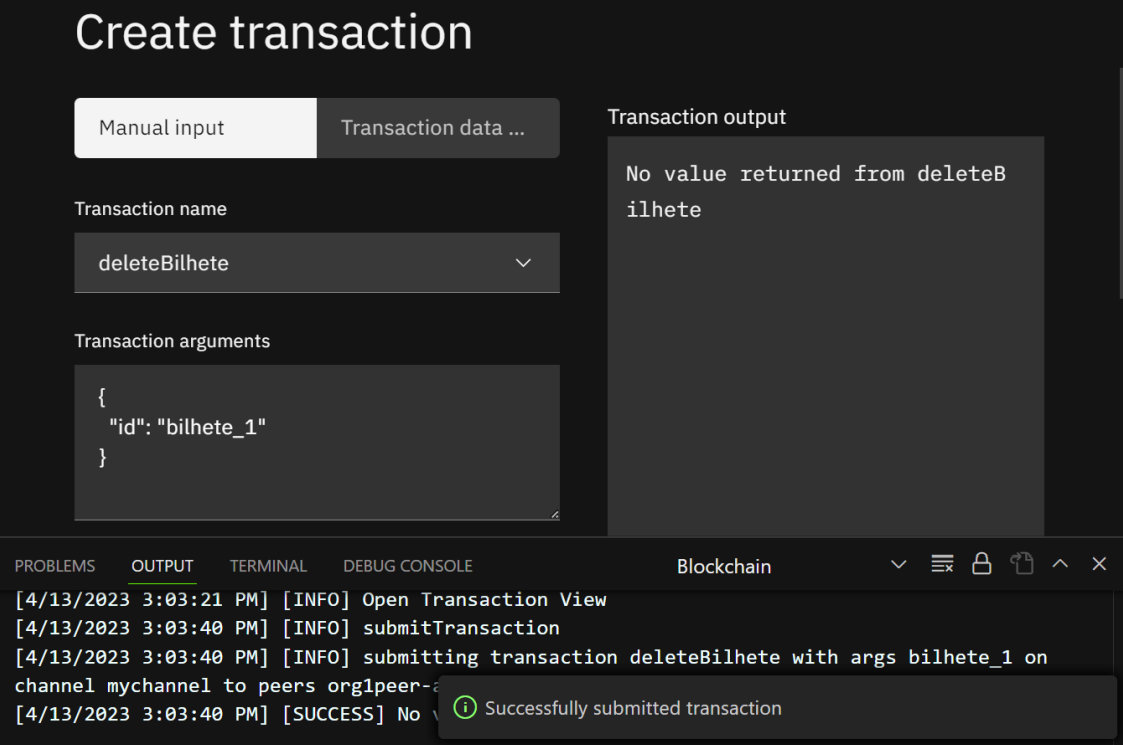 Create transaction
Manual input
Transaction data ...
Transaction name
deleteBilhete
Transaction arguments
{
"id": "bilhete_1"
}
Transaction output
No value returned from deleteB
ilhete
PROBLEMS
OUTPUT
TERMINAL
DEBUG CONSOLE
Blockchain
[4/13/2023 3:03:21 PM] [INFO] Open Transaction View
[4/13/2023 3:03:40 PM] [INFO] submitTransaction
[4/13/2023 3:03:40 PM] [INFO] submitting transaction deleteBilhete with args bilhete_1 on
channel mychannel to peers org1peer-
[4/13/2023 3:03:40 PM] [SUCCESS] No
Successfully submitted transaction